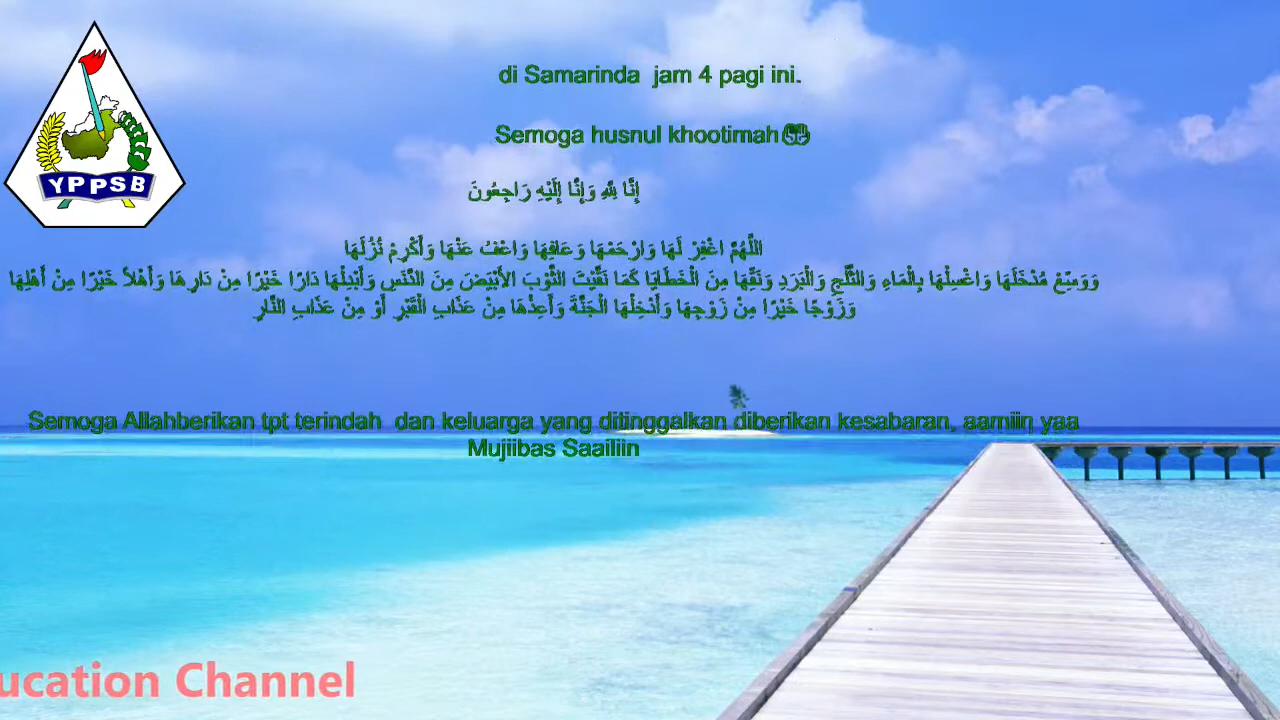 YPPSB
di Samarinda jam 4 pagi ini.
Semoga husnul khootimah
إِنَّا لِلّٰهِ وَإِنَّا إِلَيْهِ رَاجِعُونَ
اللَّهُمَّ اغْفِرْ لَهَا وَارْحَمْهَا وَعَافِهَا وَاعْفُ عَنْهَا وَأَكْرِمْ نُزُلَهَا
وَوَسِّعْ مُدْخَلَهَا وَاغْسِلْهَا بِالْمَاءِ وَالثَّلْجِ وَالْبَرَدِ وَنَقِّهَا مِنَ الْخَطَايَا كَمَا نَقَّيْتَ الثَّوْبَ الأَبْيَضَ مِنَ الدَّنَسِ وَأَبْدِلْهَا دَارًا خَيْرًا مِنْ دَارِهَا وَأَهْلاً خَيْرًا مِنْ أَهْلِهَا
وَزَوْجًا خَيْرًا مِنْ زَوْجِهَا وَأَدْخِلْهَا الْجَنَّةَ وَأَعِذْهَا مِنْ عَذَابِ الْقَبْرِ أَوْ مِنْ عَذَابِ النَّارِ
Semoga Allahberikan tpt terindah dan keluarga yang ditinggalkan diberikan kesabaran, aamiin yaa
Mujiibas Saailiin
ucation Channel